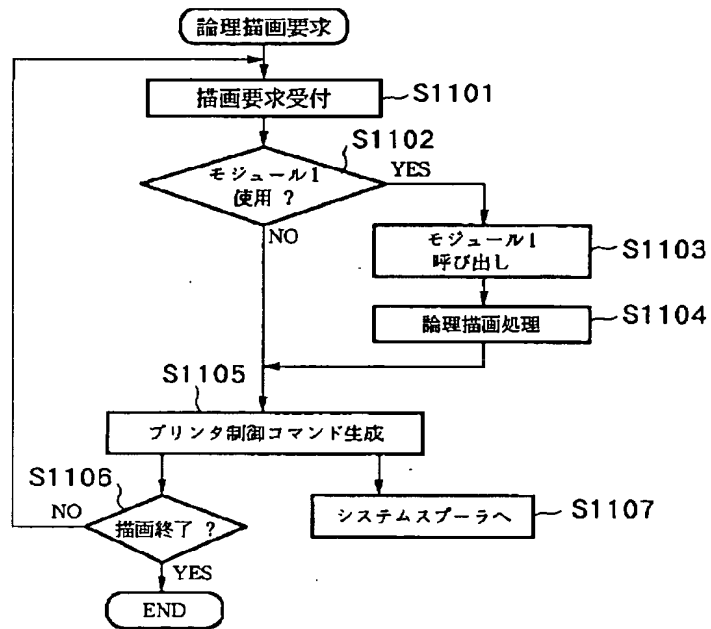 論理描画要求
描画要求受付
S1101
S1102
モジュール1
使用 ?
YES
NO
モジュール1
呼び出し
S1103
論理描画処理
S1104
S1105
プリンタ制御コマンド生成
S1106
NO
描画終了 ?
システムスプーラへ
S1107
YES
END